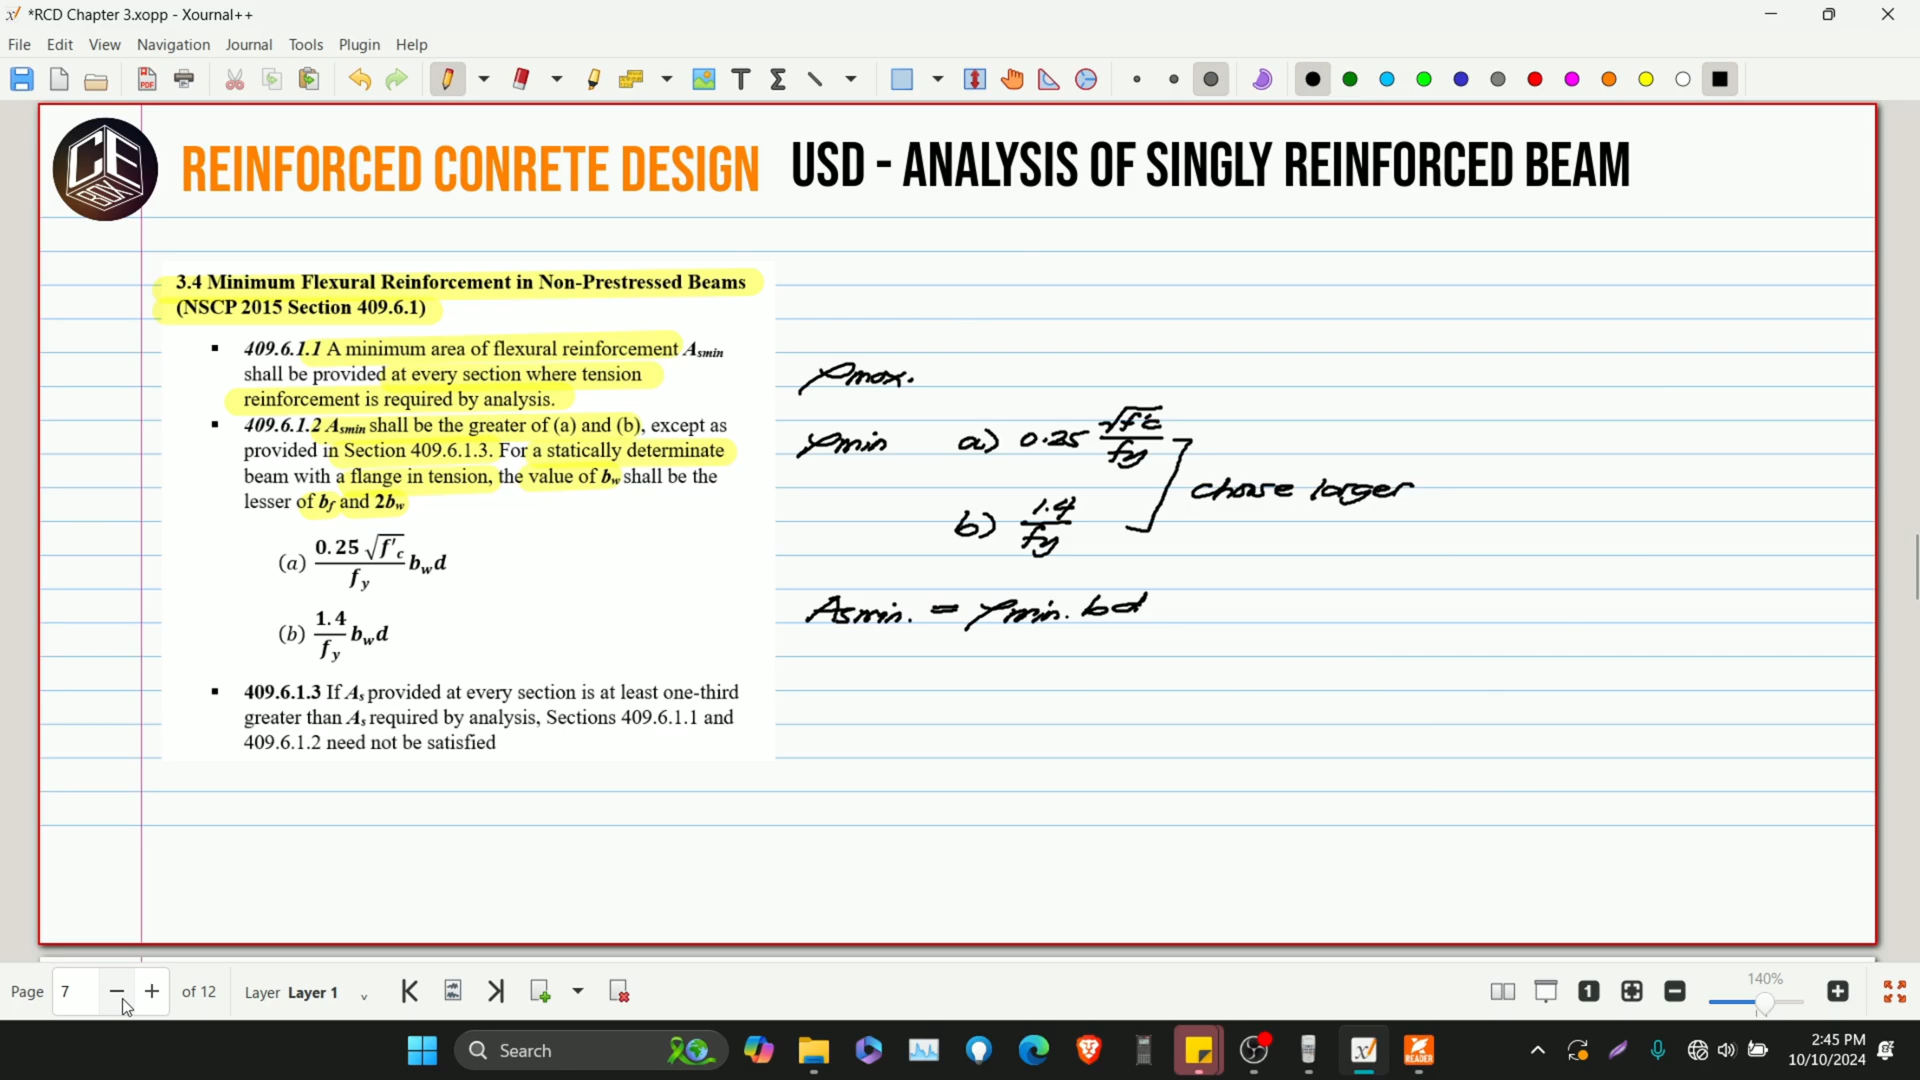 *RCD Chapter 3.xopp - Xournal++
File Edit View Navigation Journal Tools Plugin Help
CE
BOX
REINFORCED CONRETE DESIGN USD - ANALYSIS OF SINGLY REINFORCED BEAM
3.4 Minimum Flexural Reinforcement in Non-Prestressed Beams
(NSCP 2015 Section 409.6.1)
▪ 409.6.1.1 A minimum area of flexural reinforcement Asmin
shall be provided at every section where tension
reinforcement is required by analysis.
▪ 409.6.1.2 Asmin shall be the greater of (a) and (b), except as
provided in Section 409.6.1.3. For a statically determinate
beam with a flange in tension, the value of bw shall be the
lesser of bf and 2bw
(a) 0.25 √f'c / fy bwd
(b) 1.4 / fy bwd
▪ 409.6.1.3 If As provided at every section is at least one-third
greater than As required by analysis, Sections 409.6.1.1 and
409.6.1.2 need not be satisfied
ρmax.
ρmin a) 0.25 √f'c / fy
choose larger
b) 1.4 / fy
Asmin. = ρmin. bd
Page 7 of 12 Layer Layer 1
140%
Search
READER
2:45 PM
10/10/2024